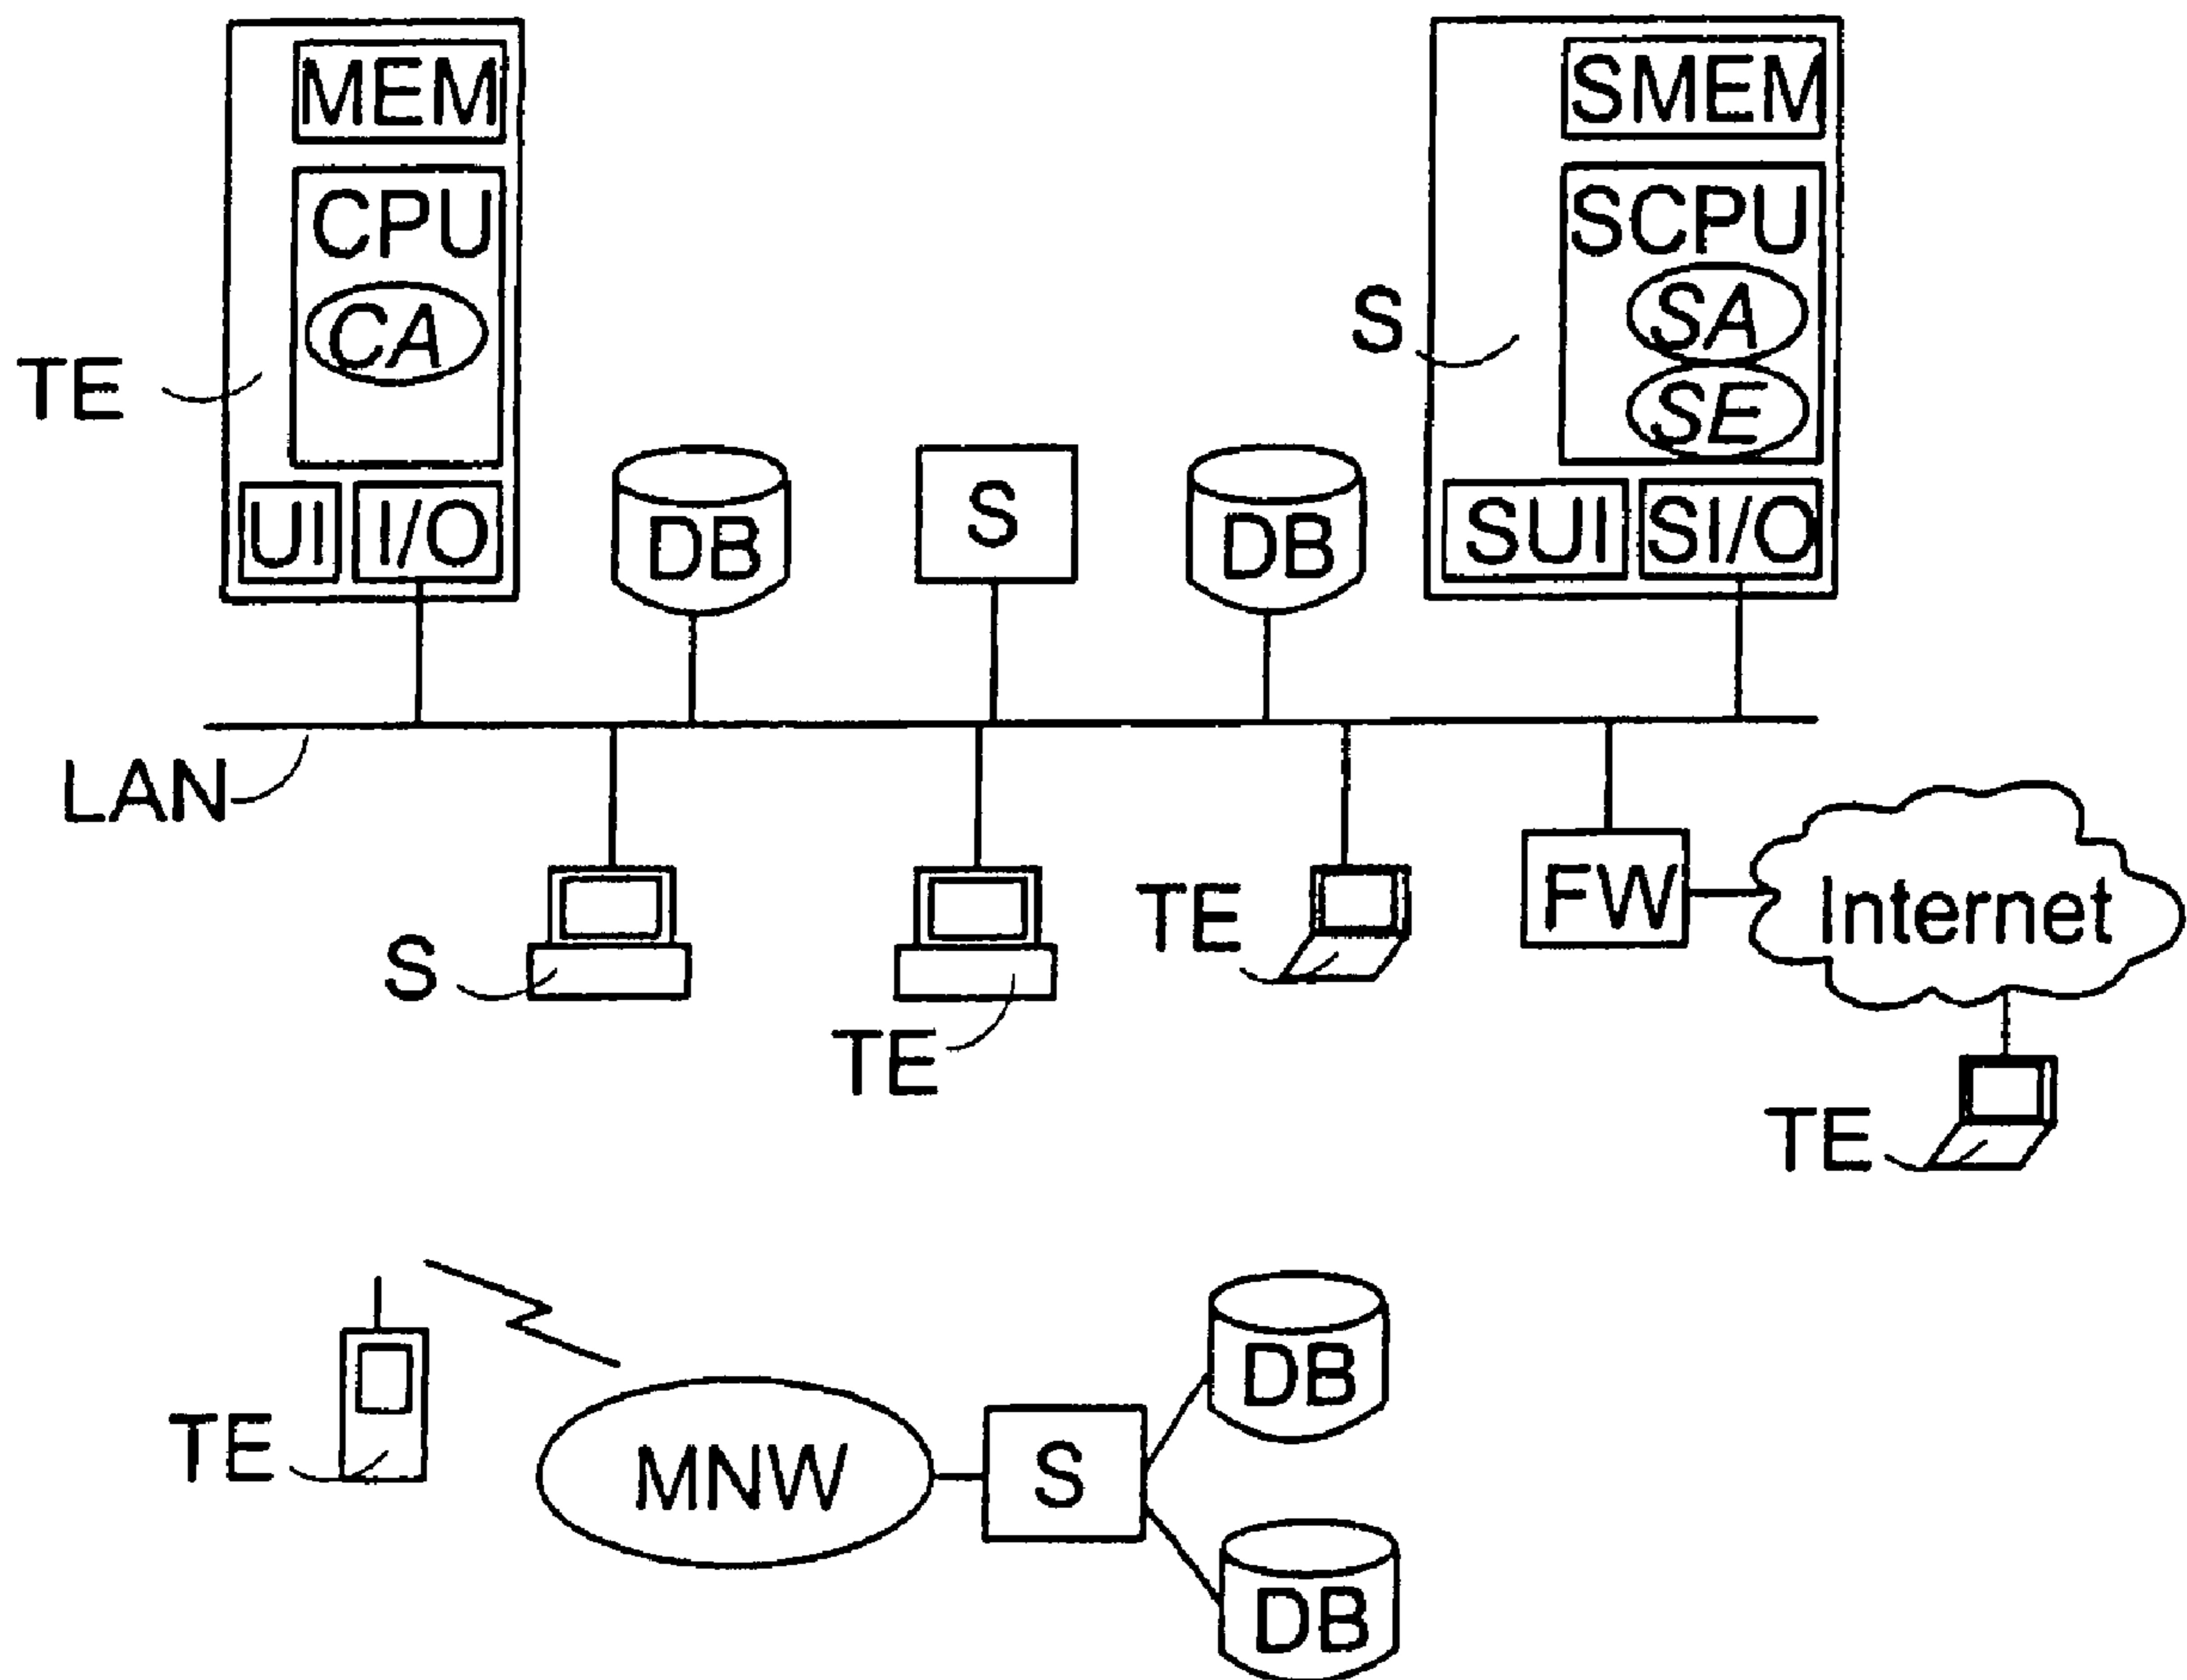 MEM
SMEM
CPU
SCPU
CA
SA
TE
S
SE
UI I/O
DB
S
DB
SUI SI/O
LAN
FW
Internet
TE
S
TE
TE
DB
TE
MNW
S
DB